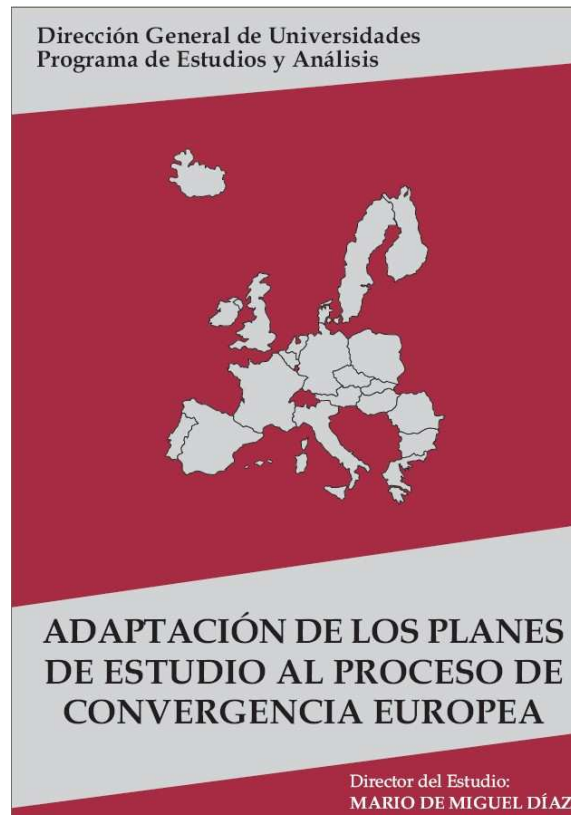 Dirección General de Universidades
Programa de Estudios y Análisis
ADAPTACIÓN DE LOS PLANES
DE ESTUDIO AL PROCESO DE
CONVERGENCIA EUROPEA
Director del Estudio:
MARIO DE MIGUEL DÍAZ